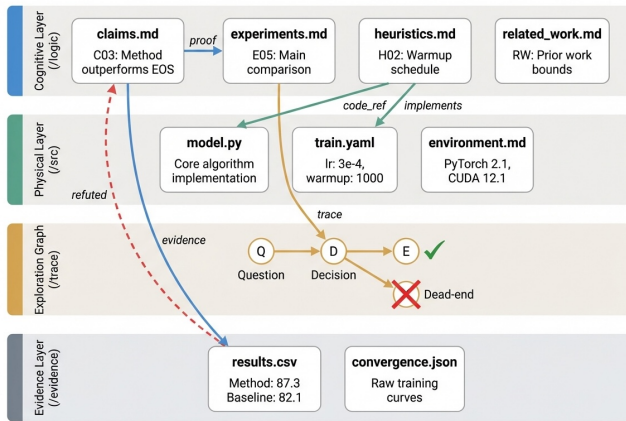 Cognitive Layer
(/logic)
claims.md
C03: Method
outperforms EOS
proof
experiments.md
E05: Main
comparison
heuristics.md
H02: Warmup
schedule
related_work.md
RW: Prior work
bounds
code_ref
implements
Physical Layer
(/src)
model.py
Core algorithm
implementation
train.yaml
lr: 3e-4,
warmup: 1000
environment.md
PyTorch 2.1,
CUDA 12.1
refuted
evidence
trace
Exploration Graph
(/trace)
Q
D
E
Question
Decision
Dead-end
Evidence Layer
(/evidence)
results.csv
Method: 87.3
Baseline: 82.1
convergence.json
Raw training
curves